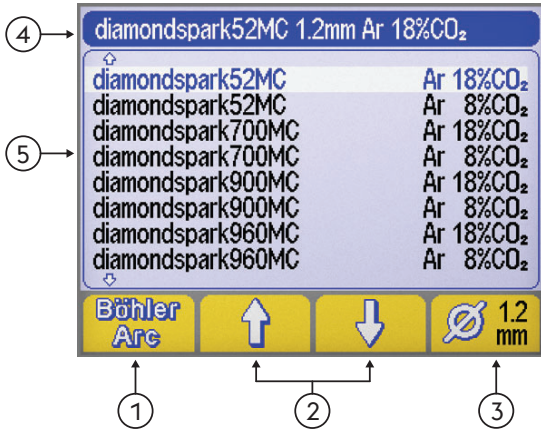 4
diamondspark52MC 1.2mm Ar 18%CO₂
5
diamondspark52MC Ar 18%CO₂
diamondspark52MC Ar 8%CO₂
diamondspark700MC Ar 18%CO₂
diamondspark700MC Ar 8%CO₂
diamondspark900MC Ar 18%CO₂
diamondspark900MC Ar 8%CO₂
diamondspark960MC Ar 18%CO₂
diamondspark960MC Ar 8%CO₂
Böhler
Arc
Ø 1.2
mm
1
2
3